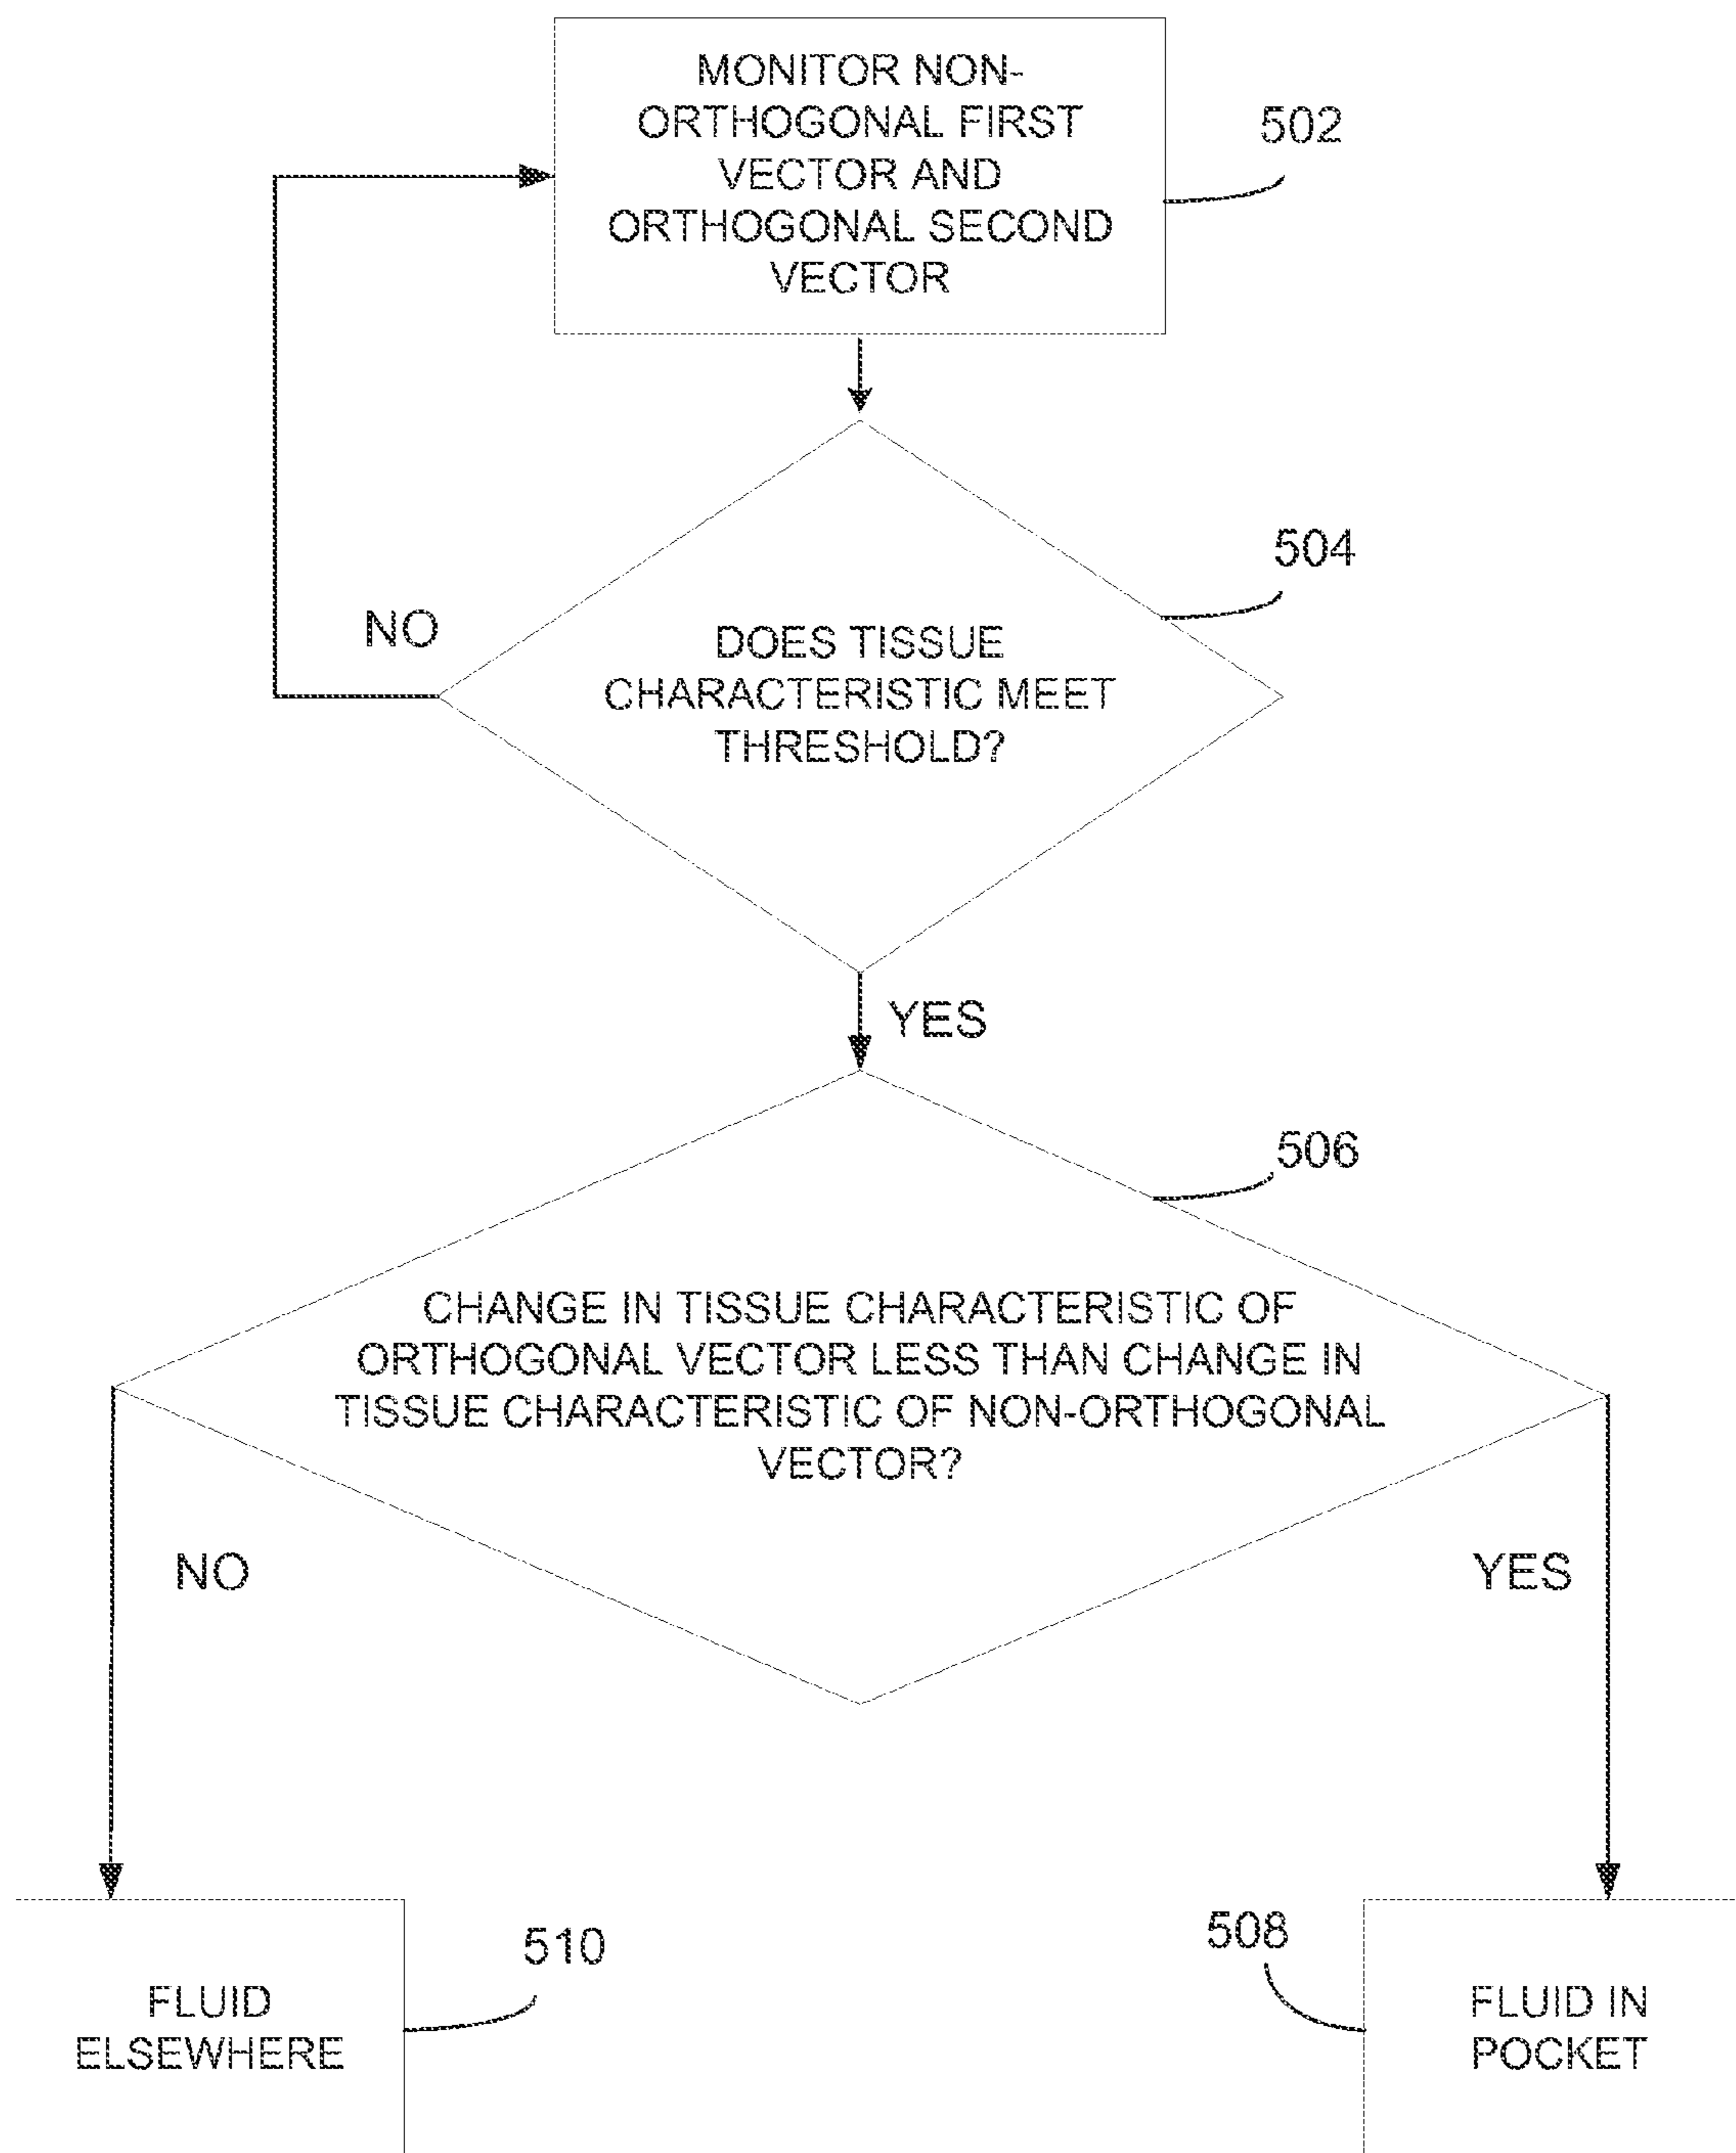 MONITOR NON-
ORTHOGONAL FIRST
VECTOR AND
ORTHOGONAL SECOND
VECTOR
502
504
NO
DOES TISSUE
CHARACTERISTIC MEET
THRESHOLD?
YES
506
CHANGE IN TISSUE CHARACTERISTIC OF
ORTHOGONAL VECTOR LESS THAN CHANGE IN
TISSUE CHARACTERISTIC OF NON-ORTHOGONAL
VECTOR?
NO
YES
510
508
FLUID
ELSEWHERE
FLUID IN
POCKET